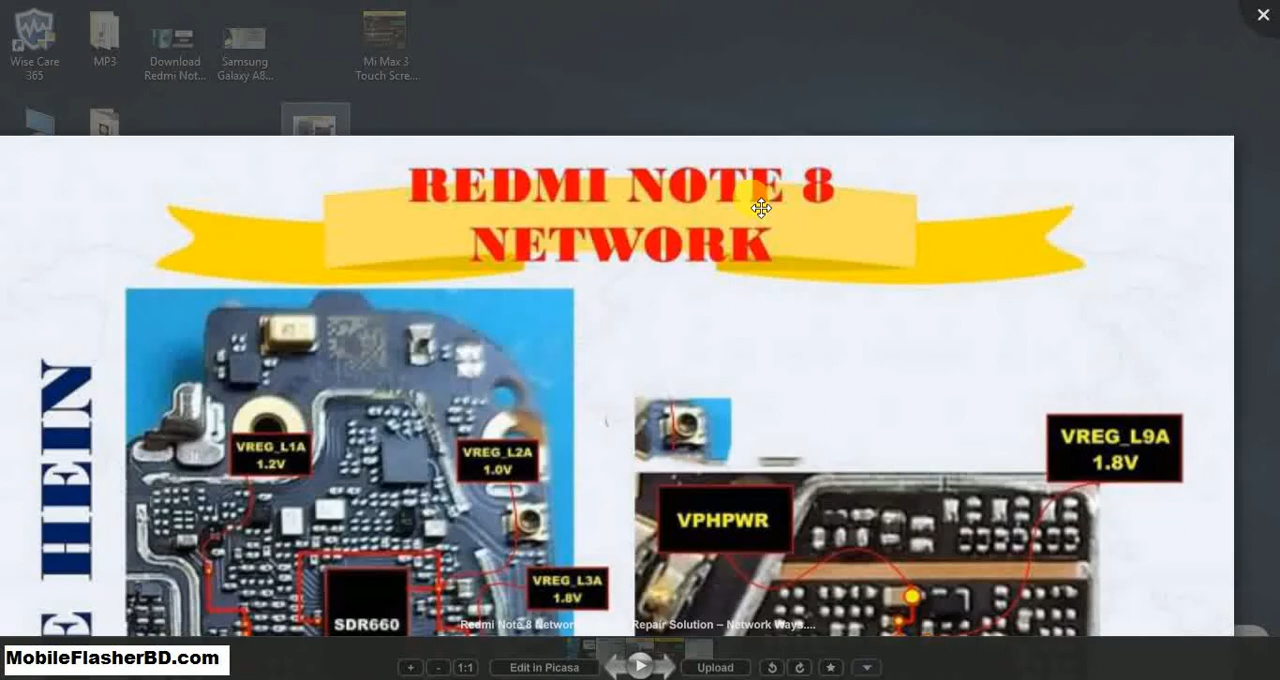 Wise Care
365
MP3
Download
Redmi Not...
Samsung
Galaxy A8...
Mi Max 3
Touch Scre...
REDMI NOTE 8
NETWORK
HEIN
VREG_L1A
1.2V
VREG_L2A
1.0V
VREG_L3A
1.8V
SDR660
VPHPWR
VREG_L9A
1.8V
Redmi Note 8 Networ Repair Solution – Network Ways....
MobileFlasherBD.com
+
-
1:1
Edit in Picasa
Upload